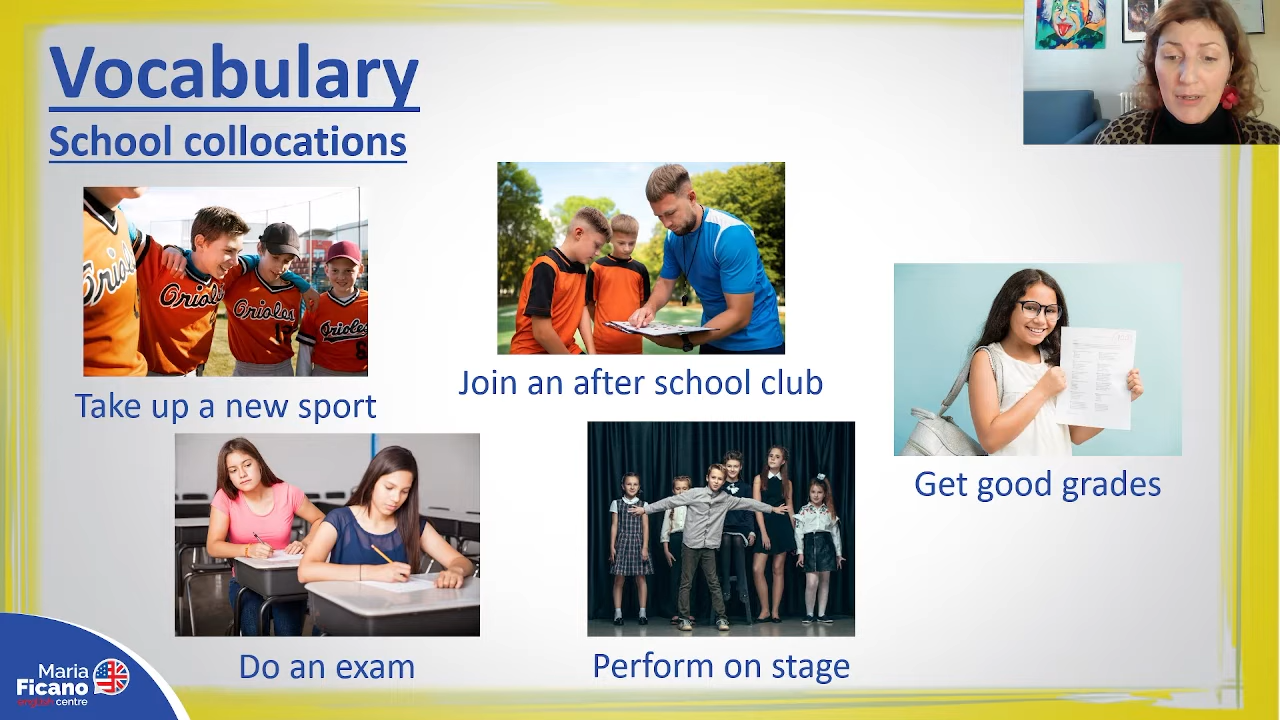 Vocabulary
School collocations
Orioles
Orioles
Orioles
Take up a new sport
Join an after school club
Get good grades
Do an exam
Perform on stage
Maria
Ficano
english centre